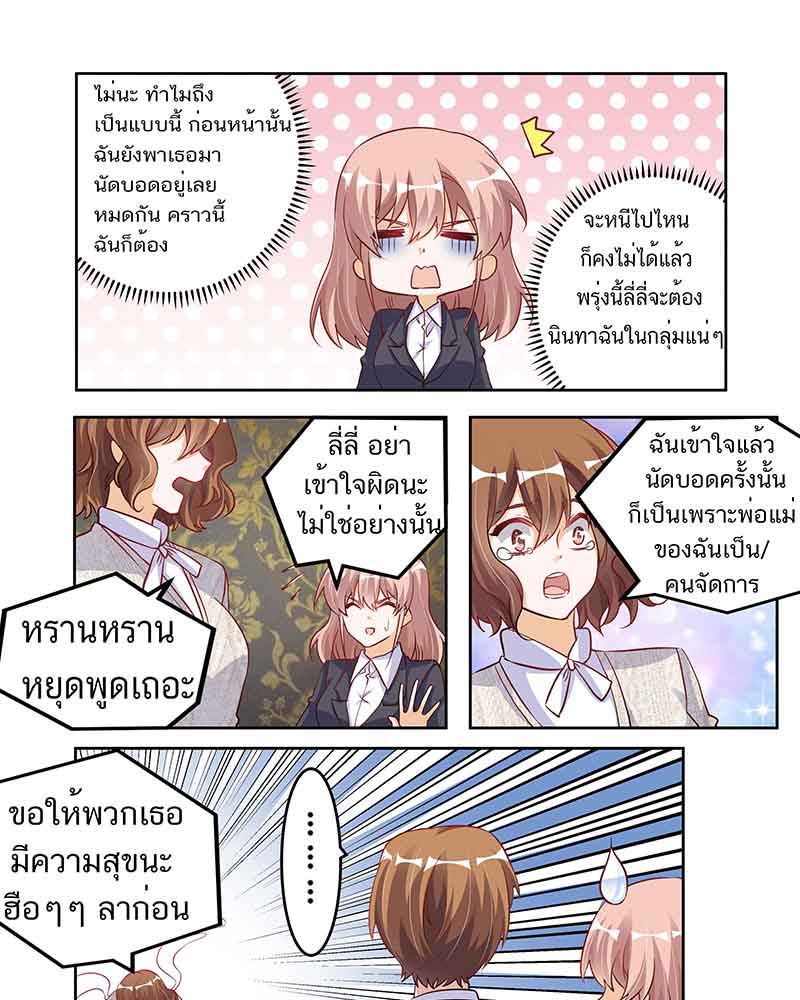 ไม่นะ ทำไมถึง
เป็นแบบนี้ ก่อนหน้านั้น
ฉันยังพาเธอมา
นัดบอดอยู่เลย
หมดกัน คราวนี้
ฉันก็ต้อง
จะหนีไปไหน
ก็คงไม่ได้แล้ว
พรุ่งนี้ลี่ลี่จะต้อง
นินทาฉันในกลุ่มแน่ๆ
ลี่ลี่ อย่า
เข้าใจผิดนะ
ไม่ใช่อย่างนั้น
หรานหราน
หยุดพูดเถอะ
ฉันเข้าใจแล้ว
นัดบอดครั้งนั้น
ก็เป็นเพราะพ่อแม่
ของฉันเป็น/
คนจัดการ
ขอให้พวกเธอ
มีความสุขนะ
ฮือๆๆ ลาก่อน
......